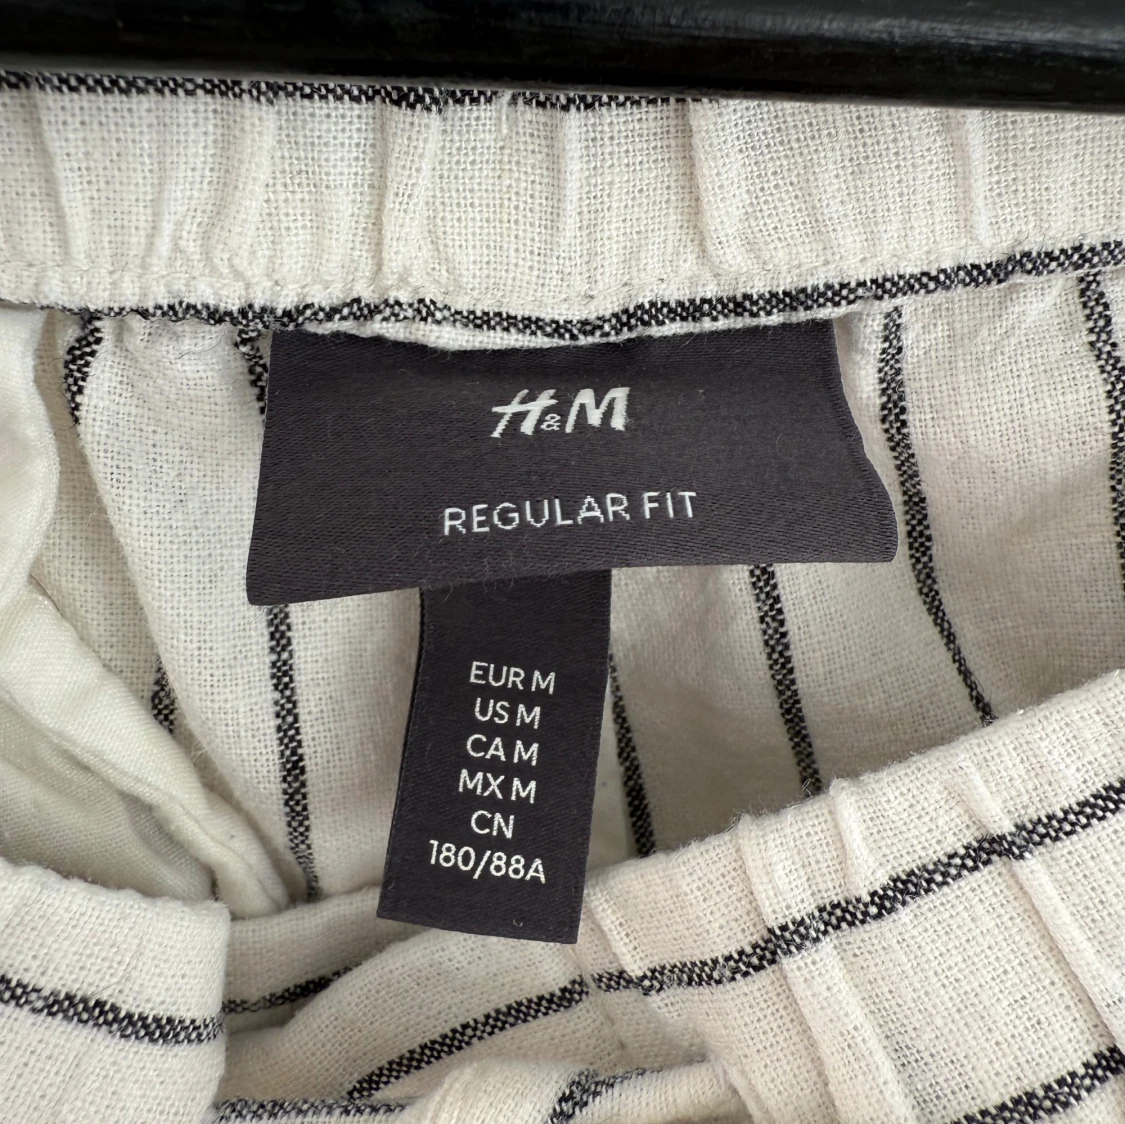 H&M
REGULAR FIT
EUR M
US M
CA M
MX M
CN
180/88A